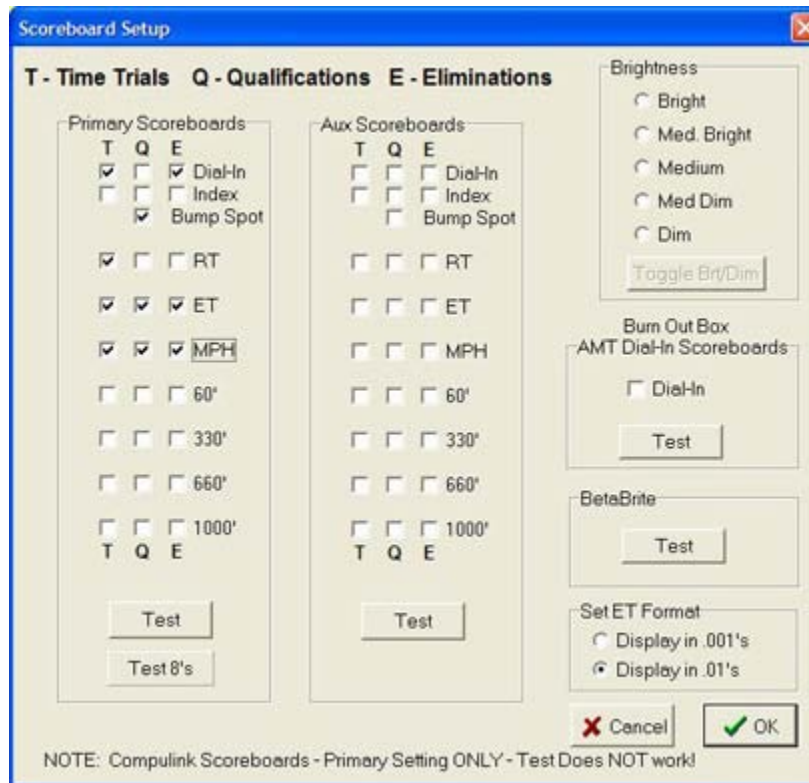 Scoreboard Setup
T - Time Trials Q - Qualifications E - Eliminations
Primary Scoreboards
T Q E
Dial-In
Index
Bump Spot
RT
ET
MPH
60'
330'
660'
1000'
T Q E
Test
Test 8's
Aux Scoreboards
T Q E
Dial-In
Index
Bump Spot
RT
ET
MPH
60'
330'
660'
1000'
T Q E
Test
Brightness
Bright
Med. Bright
Medium
Med Dim
Dim
Toggle Brt/Dim
Burn Out Box
AMT Dial-In Scoreboards
Dial-In
Test
BetaBrite
Test
Set ET Format
Display in .001's
Display in .01's
Cancel
OK
NOTE: Compulink Scoreboards - Primary Setting ONLY - Test Does NOT work!